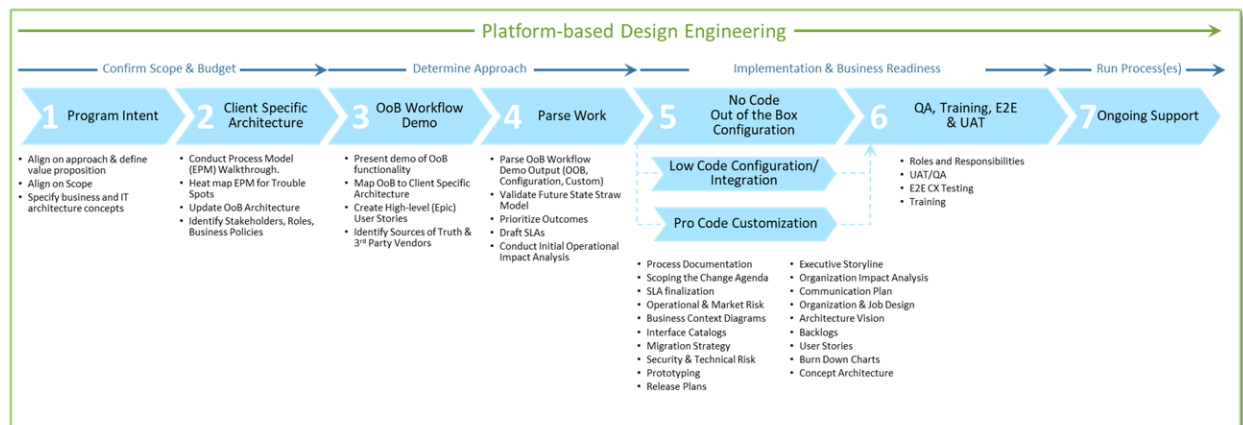 Platform-based Design Engineering
Confirm Scope & Budget
Determine Approach
Implementation & Business Readiness
Run Process(es)
1 Program Intent
2 Client Specific
Architecture
3 OoB Workflow
Demo
4 Parse Work
5 No Code
Out of the Box
Configuration
6 QA, Training, E2E
& UAT
7 Ongoing Support
• Align on approach & define
value proposition
• Align on Scope
• Specify business and IT
architecture concepts
• Conduct Process Model
(EPM) Walkthrough.
• Heat map EPM for Trouble
Spots
• Update OoB Architecture
• Identify Stakeholders, Roles,
Business Policies
• Present demo of OoB
functionality
• Map OoB to Client Specific
Architecture
• Create High-level (Epic)
User Stories
• Identify Sources of Truth &
3rd Party Vendors
• Parse OoB Workflow
Demo Output (OOB,
Configuration, Custom)
• Validate Future State Straw
Model
• Prioritize Outcomes
• Draft SLAs
• Conduct Initial Operational
Impact Analysis
Low Code Configuration/
Integration
Pro Code Customization
• Process Documentation
• Scoping the Change Agenda
• SLA finalization
• Operational & Market Risk
• Business Context Diagrams
• Interface Catalogs
• Migration Strategy
• Security & Technical Risk
• Prototyping
• Release Plans
• Executive Storyline
• Organization Impact Analysis
• Communication Plan
• Organization & Job Design
• Architecture Vision
• Backlogs
• User Stories
• Burn Down Charts
• Concept Architecture
• Roles and Responsibilities
• UAT/QA
• E2E CX Testing
• Training